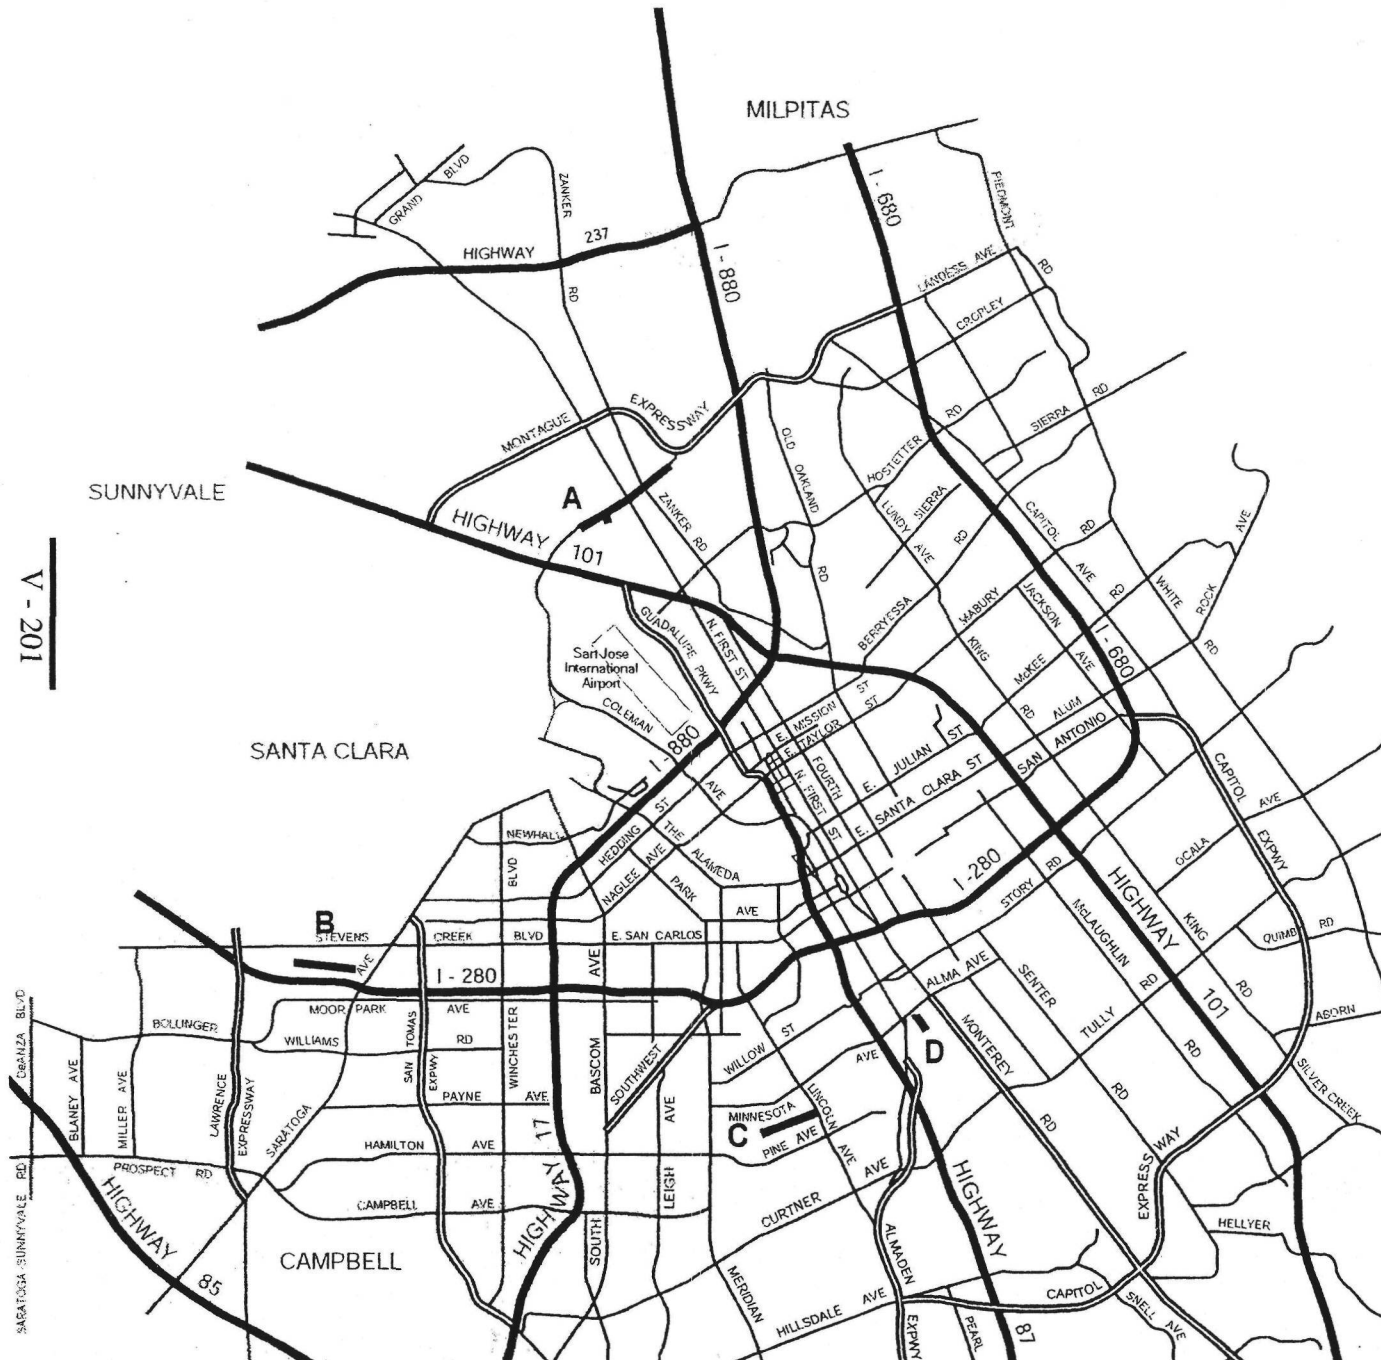 MILPITAS
GRAND
BLVD
ZANKER
RD
HIGHWAY
237
I - 880
I - 680
PIEDMONT
RD
LANDESS AVE
CROPLEY
SIERRA
RD
HOSTETTER
RD
MONTAGUE
EXPRESSWAY
OLD
OAKLAND
RD
SUNNYVALE
A
HIGHWAY
101
ZANKER
RD
LUNDY
AVE
SIERRA
RD
CAPITOL
AVE
RD
BERRYESSA
MABURY
RD
JACKSON
AVE
WHITE
RD
ROCK
AVE
KING
RD
McKEE
RD
ALUM
I - 680
V - 201
GUADALUPE PKWY
N. FIRST ST
San Jose
International
Airport
COLEMAN
AVE
I - 880
E. MISSION
ST
E. TAYLOR
ST
FOURTH
ST
N. FIRST
ST
E. JULIAN ST
E. SANTA CLARA ST
SAN ANTONIO
SANTA CLARA
CAPITOL
EXPWY
OCALA
AVE
NEWHALL
HEDDING
ST
THE
ALAMEDA
NAGLEE AVE
PARK
AVE
BLVD
B
STEVENS
CREEK
BLVD
E. SAN CARLOS
I - 280
I - 280
STORY
RD
McLAUGHLIN
RD
HIGHWAY
101
KING
RD
QUIMBY
RD
ABORN
SILVER CREEK
AVE
MOOR PARK
AVE
BOLLINGER
WILLIAMS
RD
SAN TOMAS
EXPWY
WINCHESTER
BASCOM
AVE
SOUTHWEST
WILLOW
ST
ALMA AVE
SENTER
RD
TULLY
RD
MONTEREY
RD
D
DeANZA BLVD
BLANEY AVE
MILLER AVE
LAWRENCE
EXPRESSWAY
SARATOGA
PAYNE
AVE
HAMILTON
AVE
17
LEIGH
AVE
MINNESOTA
AVE
C
PINE AVE
LINCOLN
AVE
PROSPECT
RD
CAMPBELL
AVE
HIGHWAY
SOUTH
CURTNER
AVE
HIGHWAY
87
EXPRESS WAY
HELLYER
SARATOGA-SUNNYVALE RD
HIGHWAY
85
CAMPBELL
MERIDIAN
ALMADEN
EXPWY
HILLSDALE
AVE
CAPITOL
PEARL
SNELL
AVE